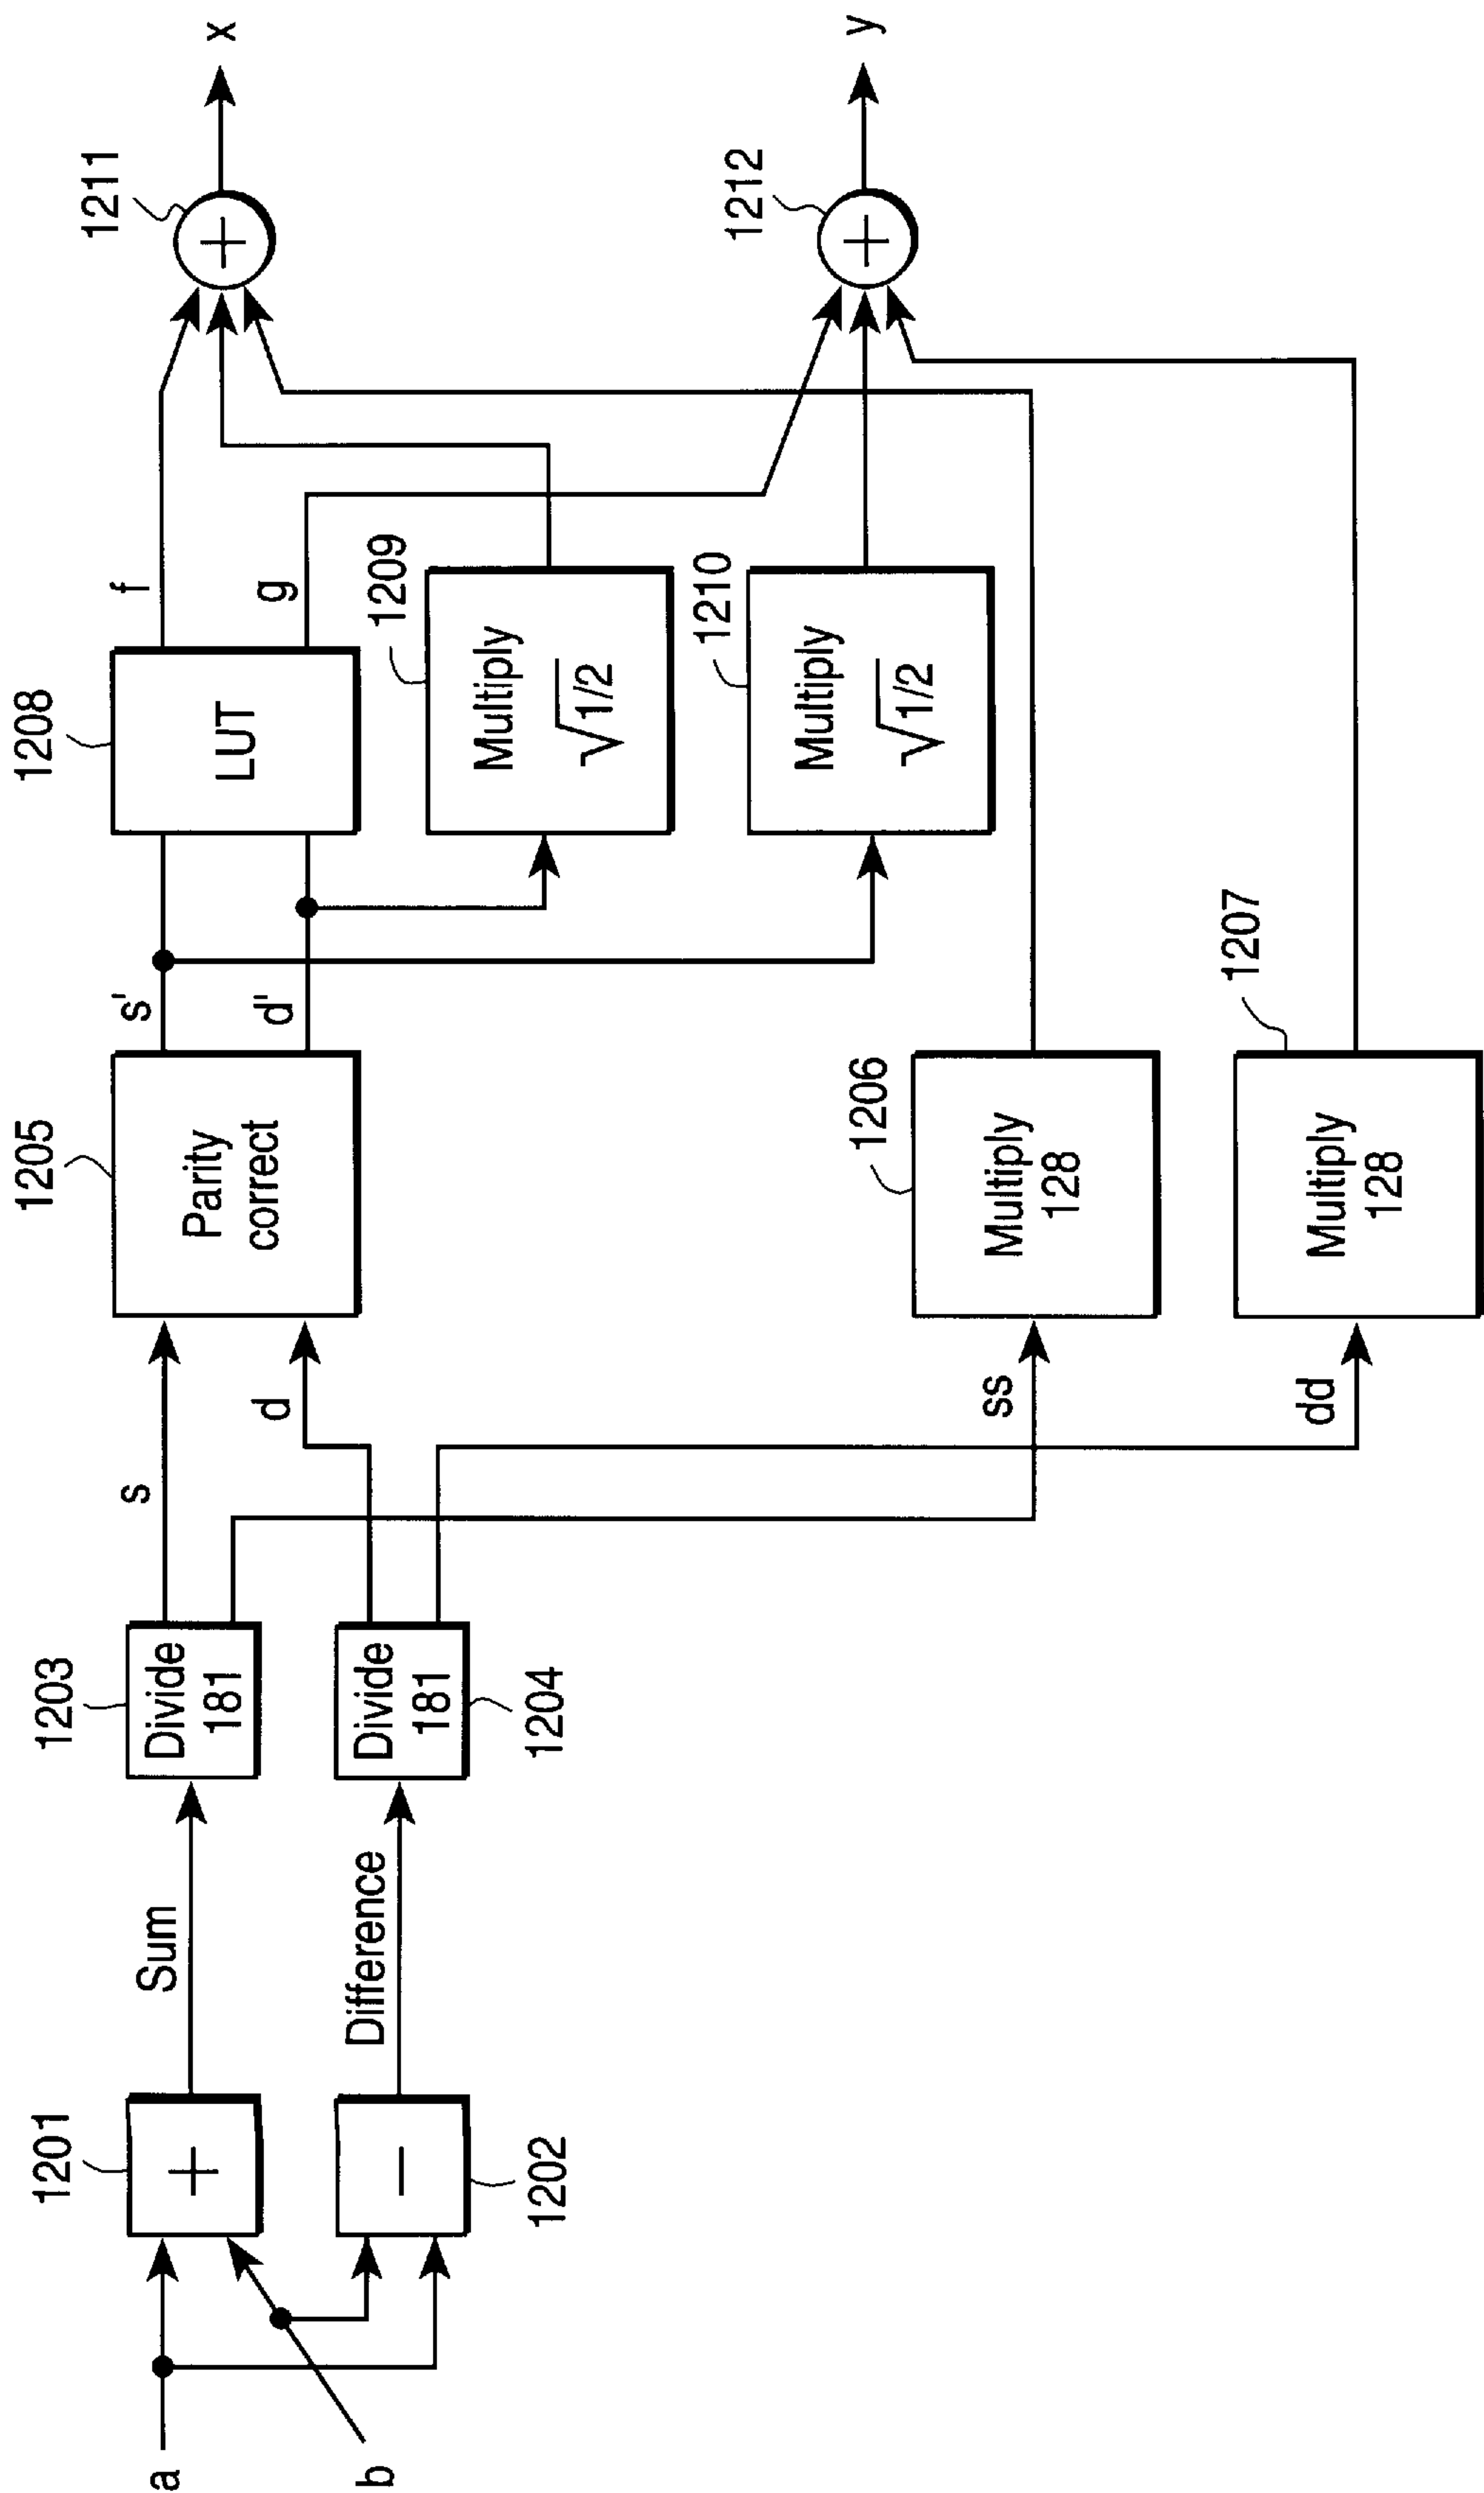 a
b
1201
+
1202
−
Sum
Difference
1203
Divide
181
Divide
181
1204
s
d
ss
dd
1205
Parity
correct
1206
Multiply
128
1207
Multiply
128
s'
d'
1208
LUT
f
g
1209
Multiply
√1/2
1210
Multiply
√1/2
1211
+
1212
+
x
y